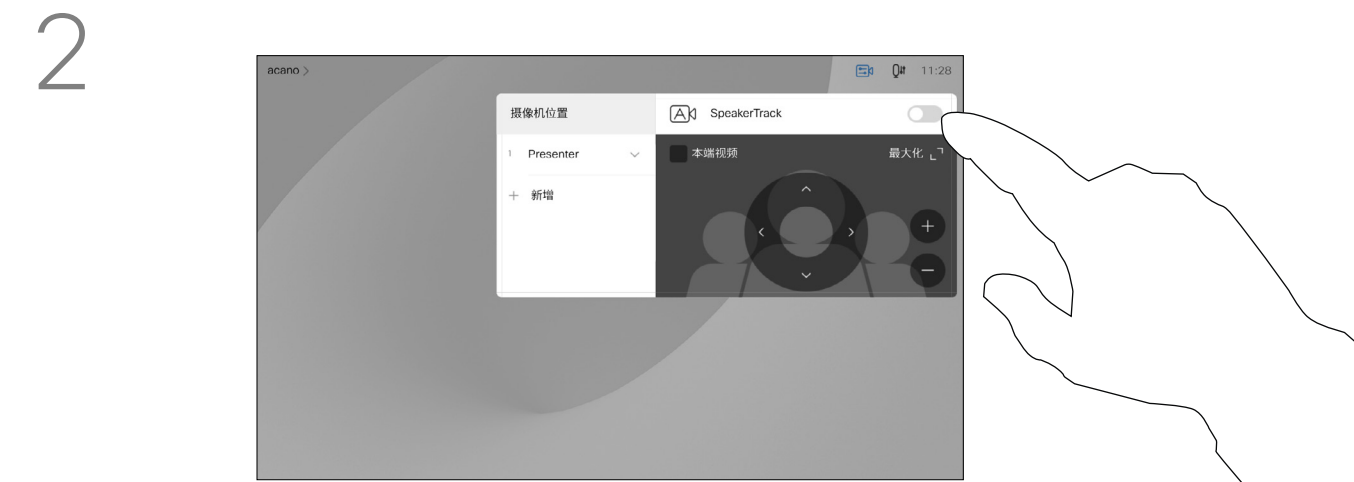 2
acano >
11:28
摄像机位置
SpeakerTrack
1 Presenter
本端视频
最大化
+ 新增